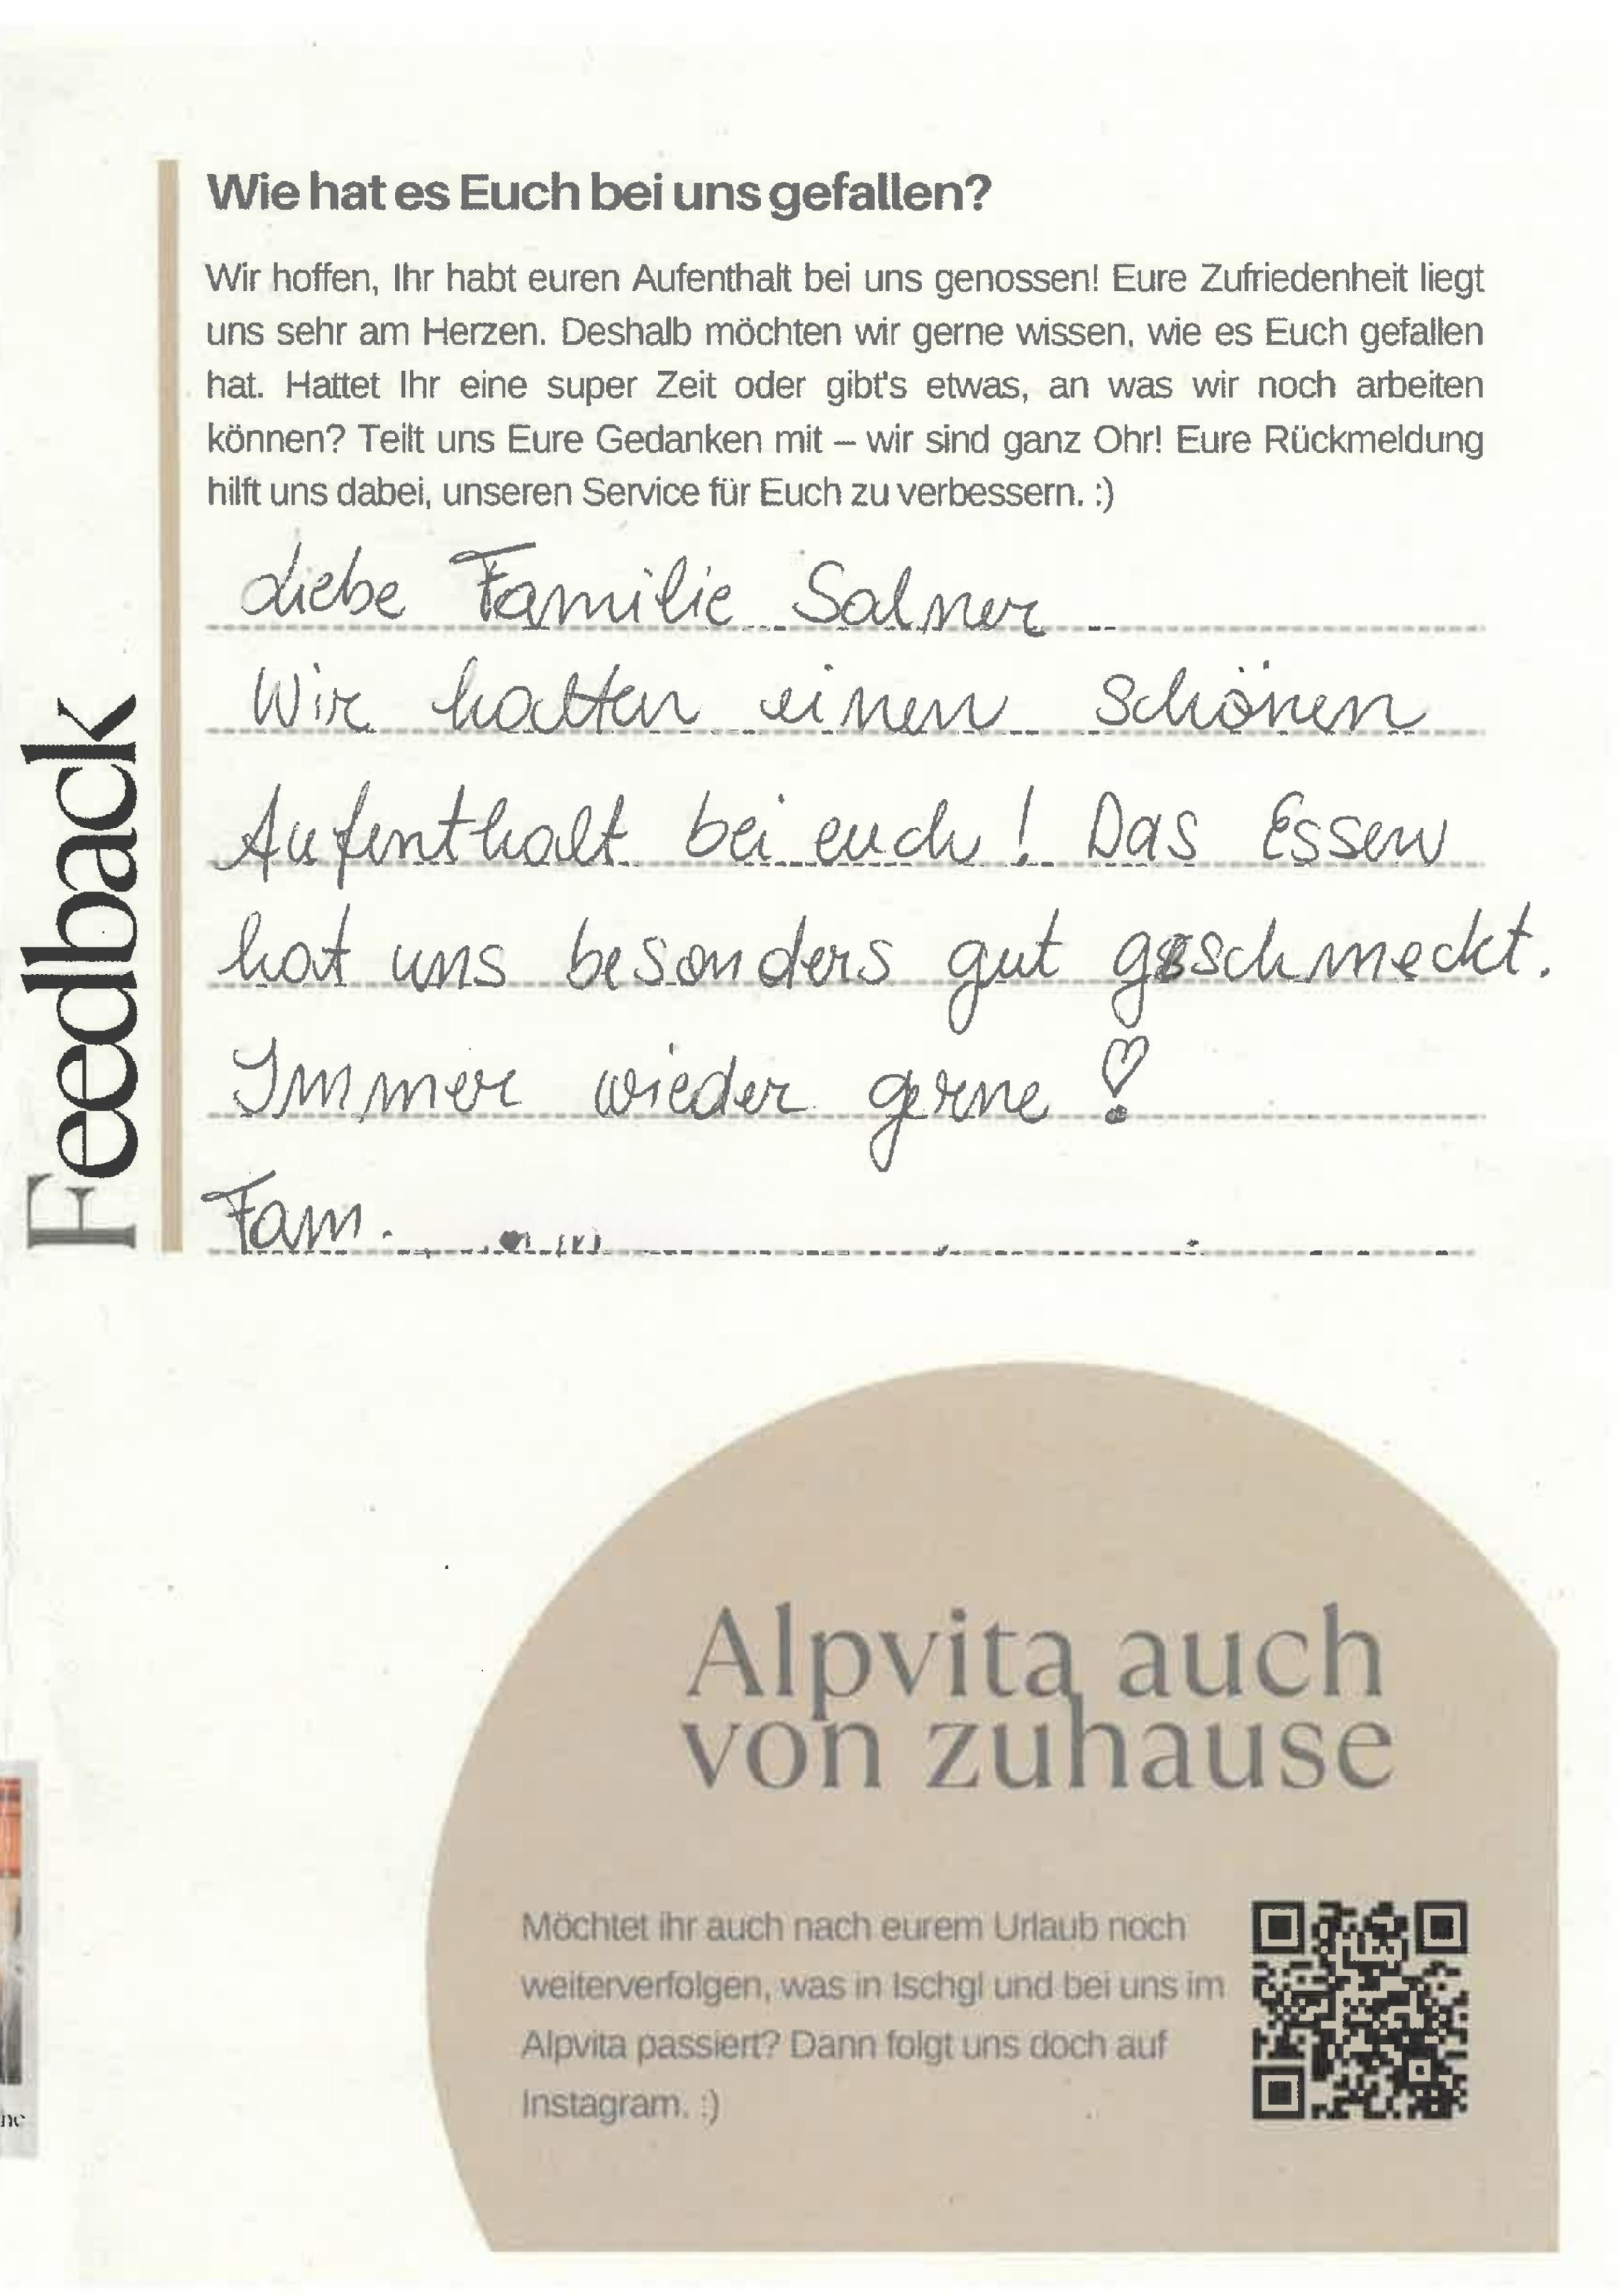 Feedback
Wie hat es Euch bei uns gefallen?
Wir hoffen, Ihr habt euren Aufenthalt bei uns genossen! Eure Zufriedenheit liegt
uns sehr am Herzen. Deshalb möchten wir gerne wissen, wie es Euch gefallen
hat. Hattet Ihr eine super Zeit oder gibt's etwas, an was wir noch arbeiten
können? Teilt uns Eure Gedanken mit – wir sind ganz Ohr! Eure Rückmeldung
hilft uns dabei, unseren Service für Euch zu verbessern. :)
Liebe Familie Salner
Wir hatten einen schönen
Aufenthalt bei euch! Das Essen
hat uns besonders gut geschmeckt.
Immer wieder gerne!
Fam.
Alpvita auch
von zuhause
Möchtet ihr auch nach eurem Urlaub noch
weiterverfolgen, was in Ischgl und bei uns im
Alpvita passiert? Dann folgt uns doch auf
Instagram. :)